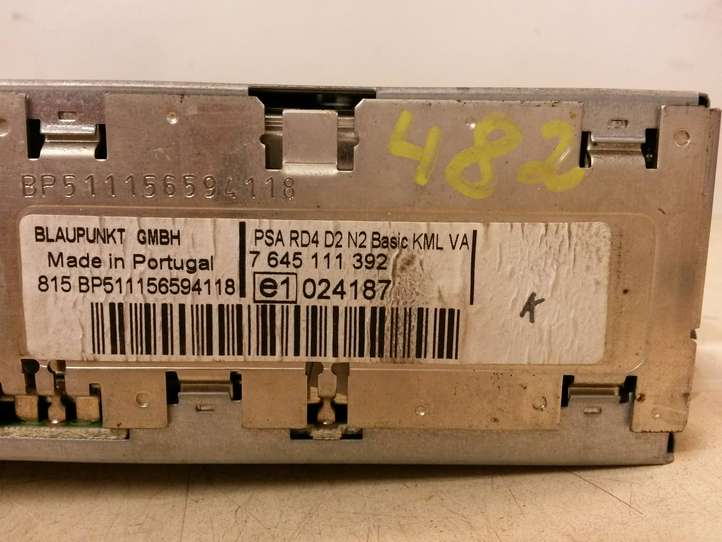 482
BP511156594118
BLAUPUNKT GMBH
Made in Portugal
815 BP511156594118
PSA RD4 D2 N2 Basic KML VA
7 645 111 392
e1 024187